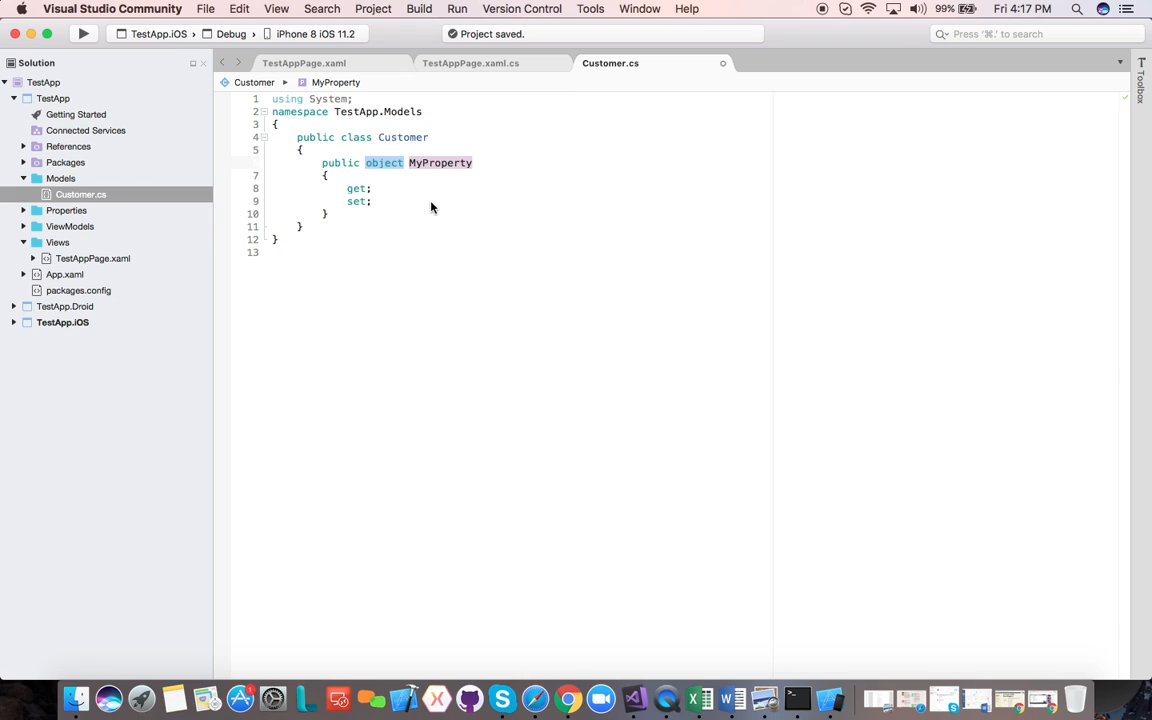 Visual Studio Community File Edit View Search Project Build Run Version Control Tools Window Help 99% Fri 4:17 PM
TestApp.iOS Debug iPhone 8 iOS 11.2 Project saved. Press '⌘.' to search
Solution
TestApp
TestApp
Getting Started
Connected Services
References
Packages
Models
Customer.cs
Properties
ViewModels
Views
TestAppPage.xaml
App.xaml
packages.config
TestApp.Droid
TestApp.iOS
TestAppPage.xaml TestAppPage.xaml.cs Customer.cs
Customer MyProperty
1 using System;
2 namespace TestApp.Models
3 {
4 public class Customer
5 {
public object MyProperty
7 {
8 get;
9 set;
10 }
11 }
12 }
13
Toolbox